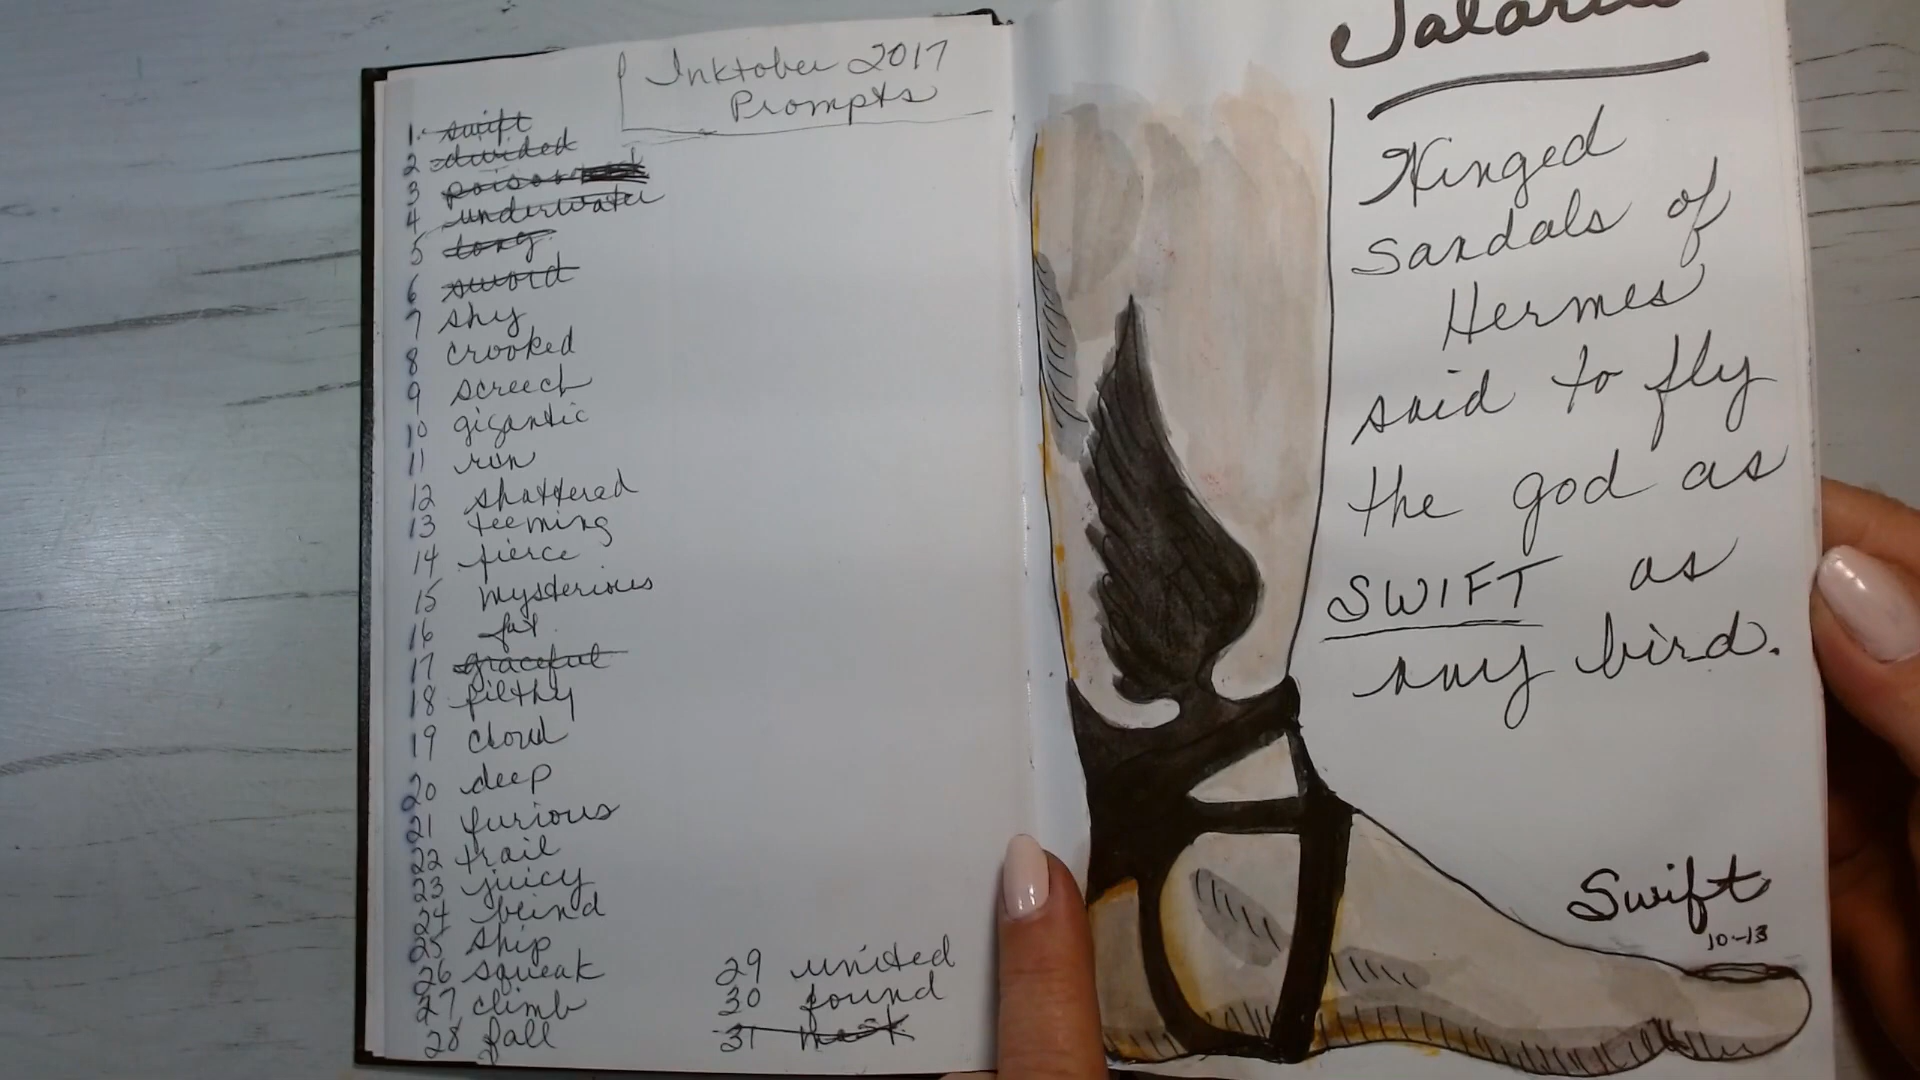 Inktober 2017
Prompts
1. swift
2 divided
3 poison
4 underwater
5 long
6 sword
7 shy
8 crooked
9 screech
10 gigantic
11 run
12 shattered
13 teeming
14 fierce
15 mysterious
16 fat
17 graceful
18 filthy
19 cloud
20 deep
21 furious
22 trail
23 juicy
24 blind
25 ship
26 squeak
27 climb
28 fall
29 united
30 found
31 mask
Talaria
Winged
sandals of
Hermes
said to fly
the god as
SWIFT as
any bird.
Swift
10-13